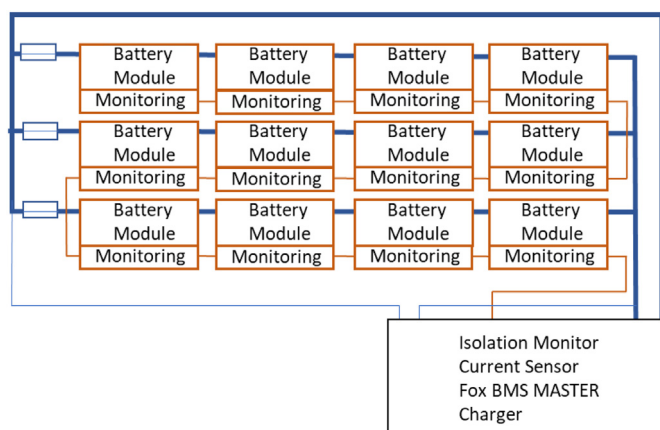 Battery Battery Battery Battery
Module Module Module Module
Monitoring Monitoring Monitoring Monitoring
Battery Battery Battery Battery
Module Module Module Module
Monitoring Monitoring Monitoring Monitoring
Battery Battery Battery Battery
Module Module Module Module
Monitoring Monitoring Monitoring Monitoring
Isolation Monitor
Current Sensor
Fox BMS MASTER
Charger